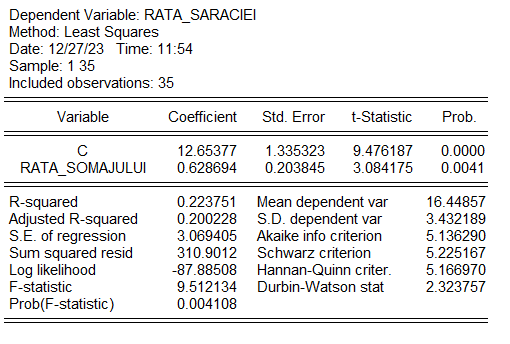 Dependent Variable: RATA_SARACIEI
Method: Least Squares
Date: 12/27/23 Time: 11:54
Sample: 1 35
Included observations: 35
Variable Coefficient Std. Error t-Statistic Prob.
C 12.65377 1.335323 9.476187 0.0000
RATA_SOMAJULUI 0.628694 0.203845 3.084175 0.0041
R-squared 0.223751 Mean dependent var 16.44857
Adjusted R-squared 0.200228 S.D. dependent var 3.432189
S.E. of regression 3.069405 Akaike info criterion 5.136290
Sum squared resid 310.9012 Schwarz criterion 5.225167
Log likelihood -87.88508 Hannan-Quinn criter. 5.166970
F-statistic 9.512134 Durbin-Watson stat 2.323757
Prob(F-statistic) 0.004108